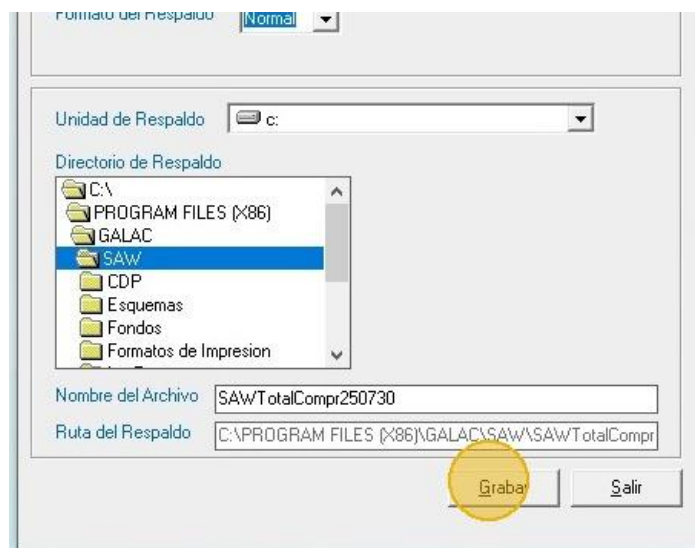 Formato del Respaldo Normal
Unidad de Respaldo c:
Directorio de Respaldo
C:\
PROGRAM FILES (X86)
GALAC
SAW
CDP
Esquemas
Fondos
Formatos de Impresion
Nombre del Archivo SAWTotalCompr250730
Ruta del Respaldo C:\PROGRAM FILES (X86)\GALAC\SAW\SAWTotalCompr
Grabar Salir